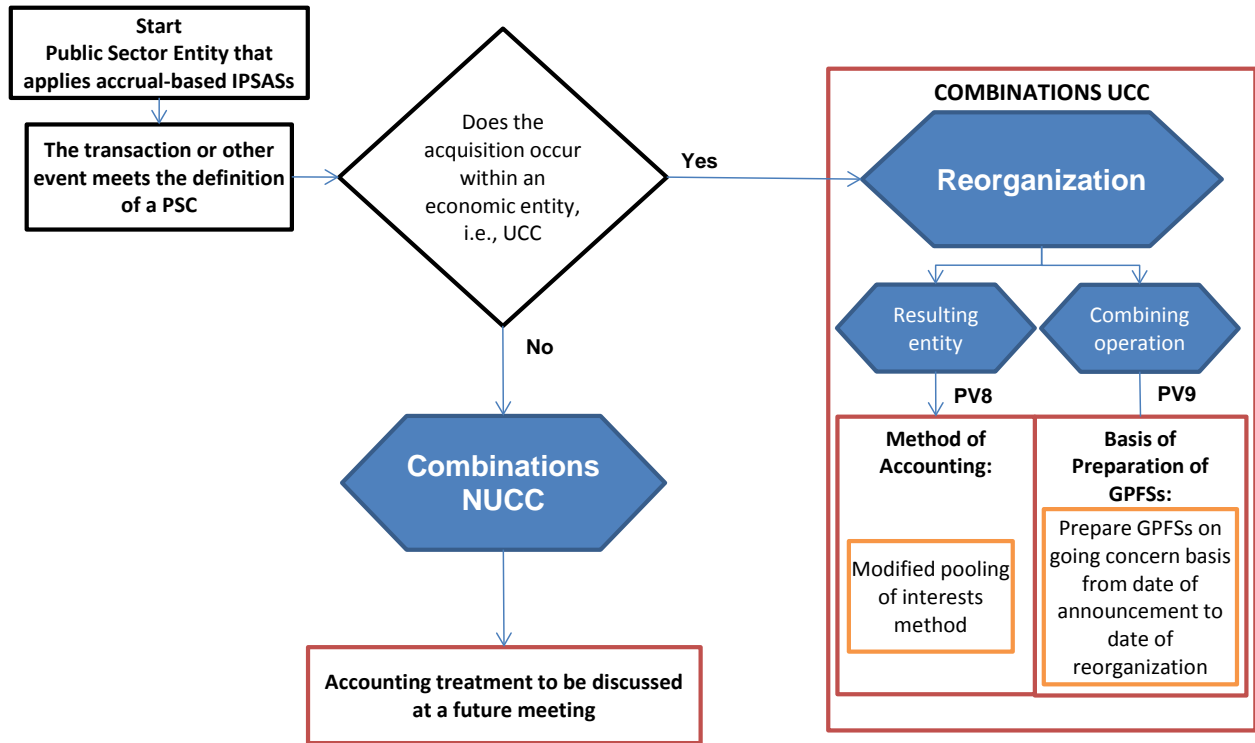 Start
Public Sector Entity that
applies accrual-based IPSASs
The transaction or other
event meets the definition
of a PSC
Does the
acquisition occur
within an
economic entity,
i.e., UCC
Yes
No
Combinations
NUCC
Accounting treatment to be discussed
at a future meeting
COMBINATIONS UCC
Reorganization
Resulting
entity
Combining
operation
PV8
PV9
Method of
Accounting:
Modified pooling
of interests
method
Basis of
Preparation of
GPFSs:
Prepare GPFSs on
going concern basis
from date of
announcement to
date of
reorganization